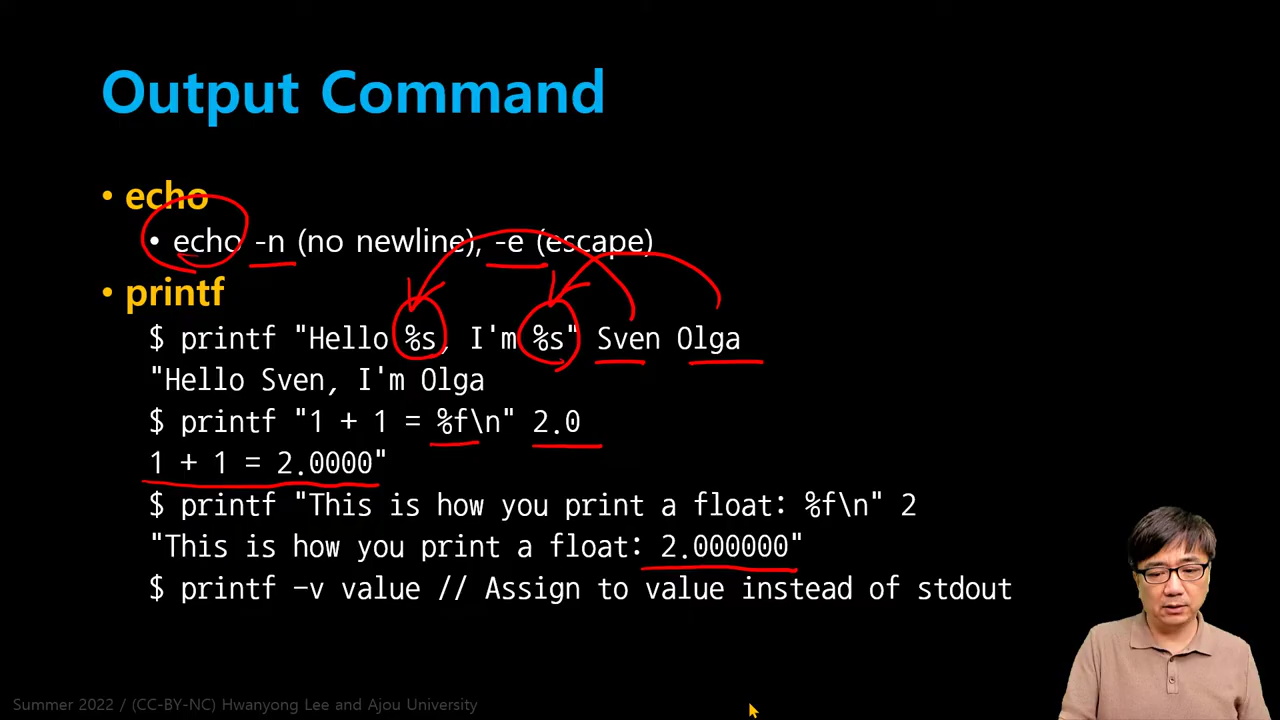 Output Command
• echo
• echo -n (no newline), -e (escape)
• printf
$ printf "Hello %s, I'm %s" Sven Olga
"Hello Sven, I'm Olga
$ printf "1 + 1 = %f\n" 2.0
1 + 1 = 2.0000"
$ printf "This is how you print a float: %f\n" 2
"This is how you print a float: 2.000000"
$ printf –v value // Assign to value instead of stdout
Summer 2022 / (CC-BY-NC) Hwanyong Lee and Ajou University